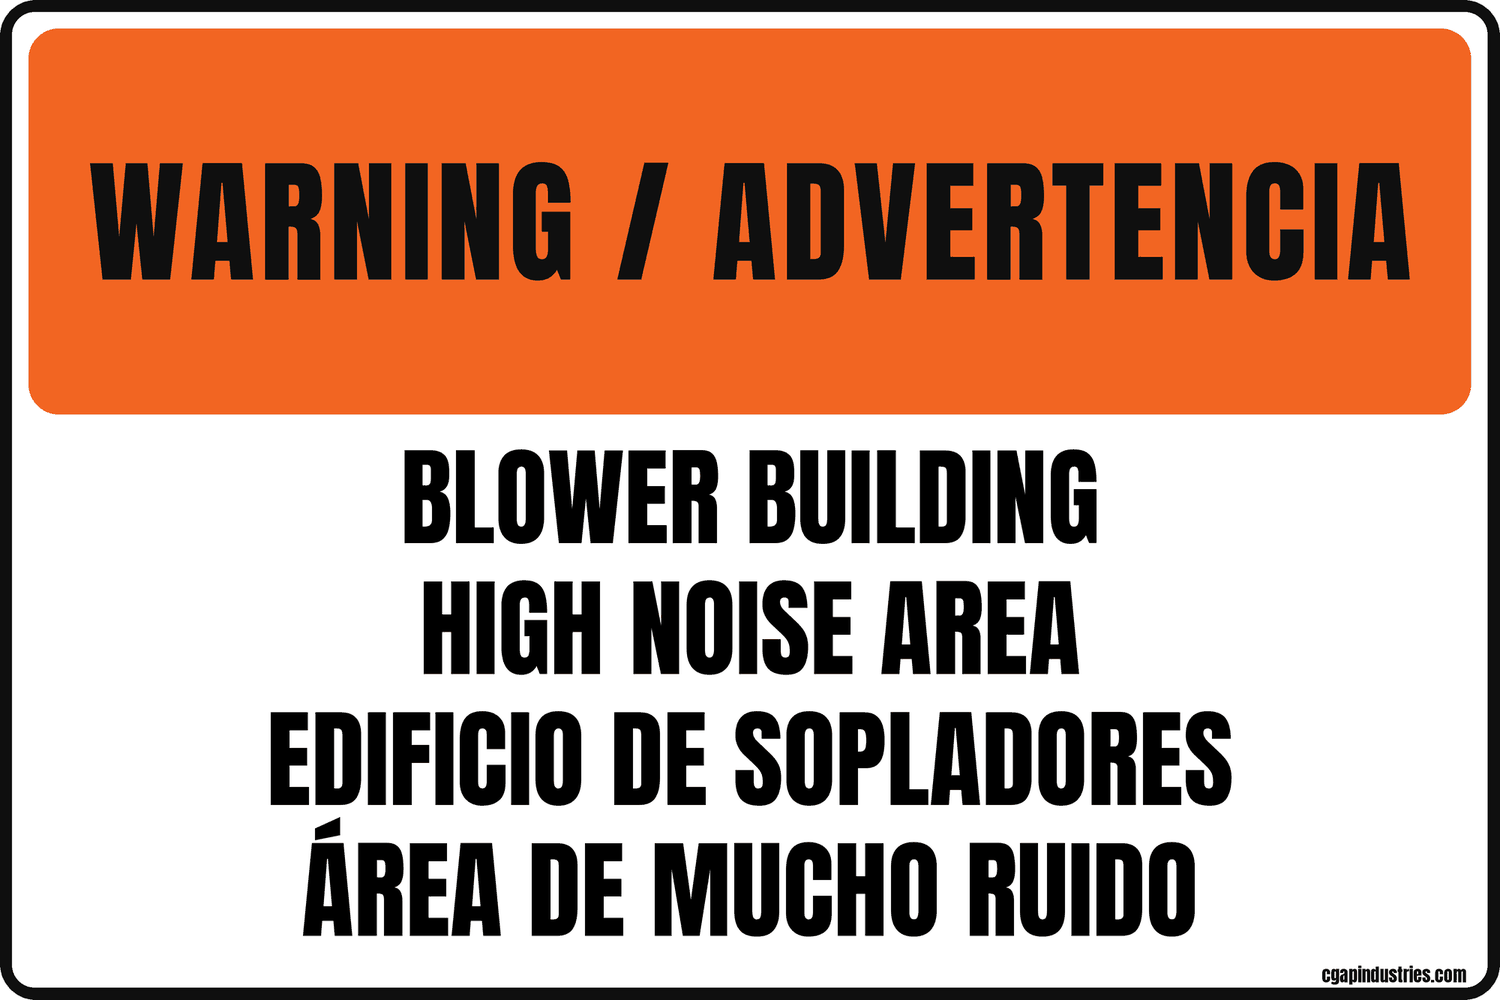 WARNING / ADVERTENCIA
BLOWER BUILDING
HIGH NOISE AREA
EDIFICIO DE SOPLADORES
ÁREA DE MUCHO RUIDO
cgapindustries.com